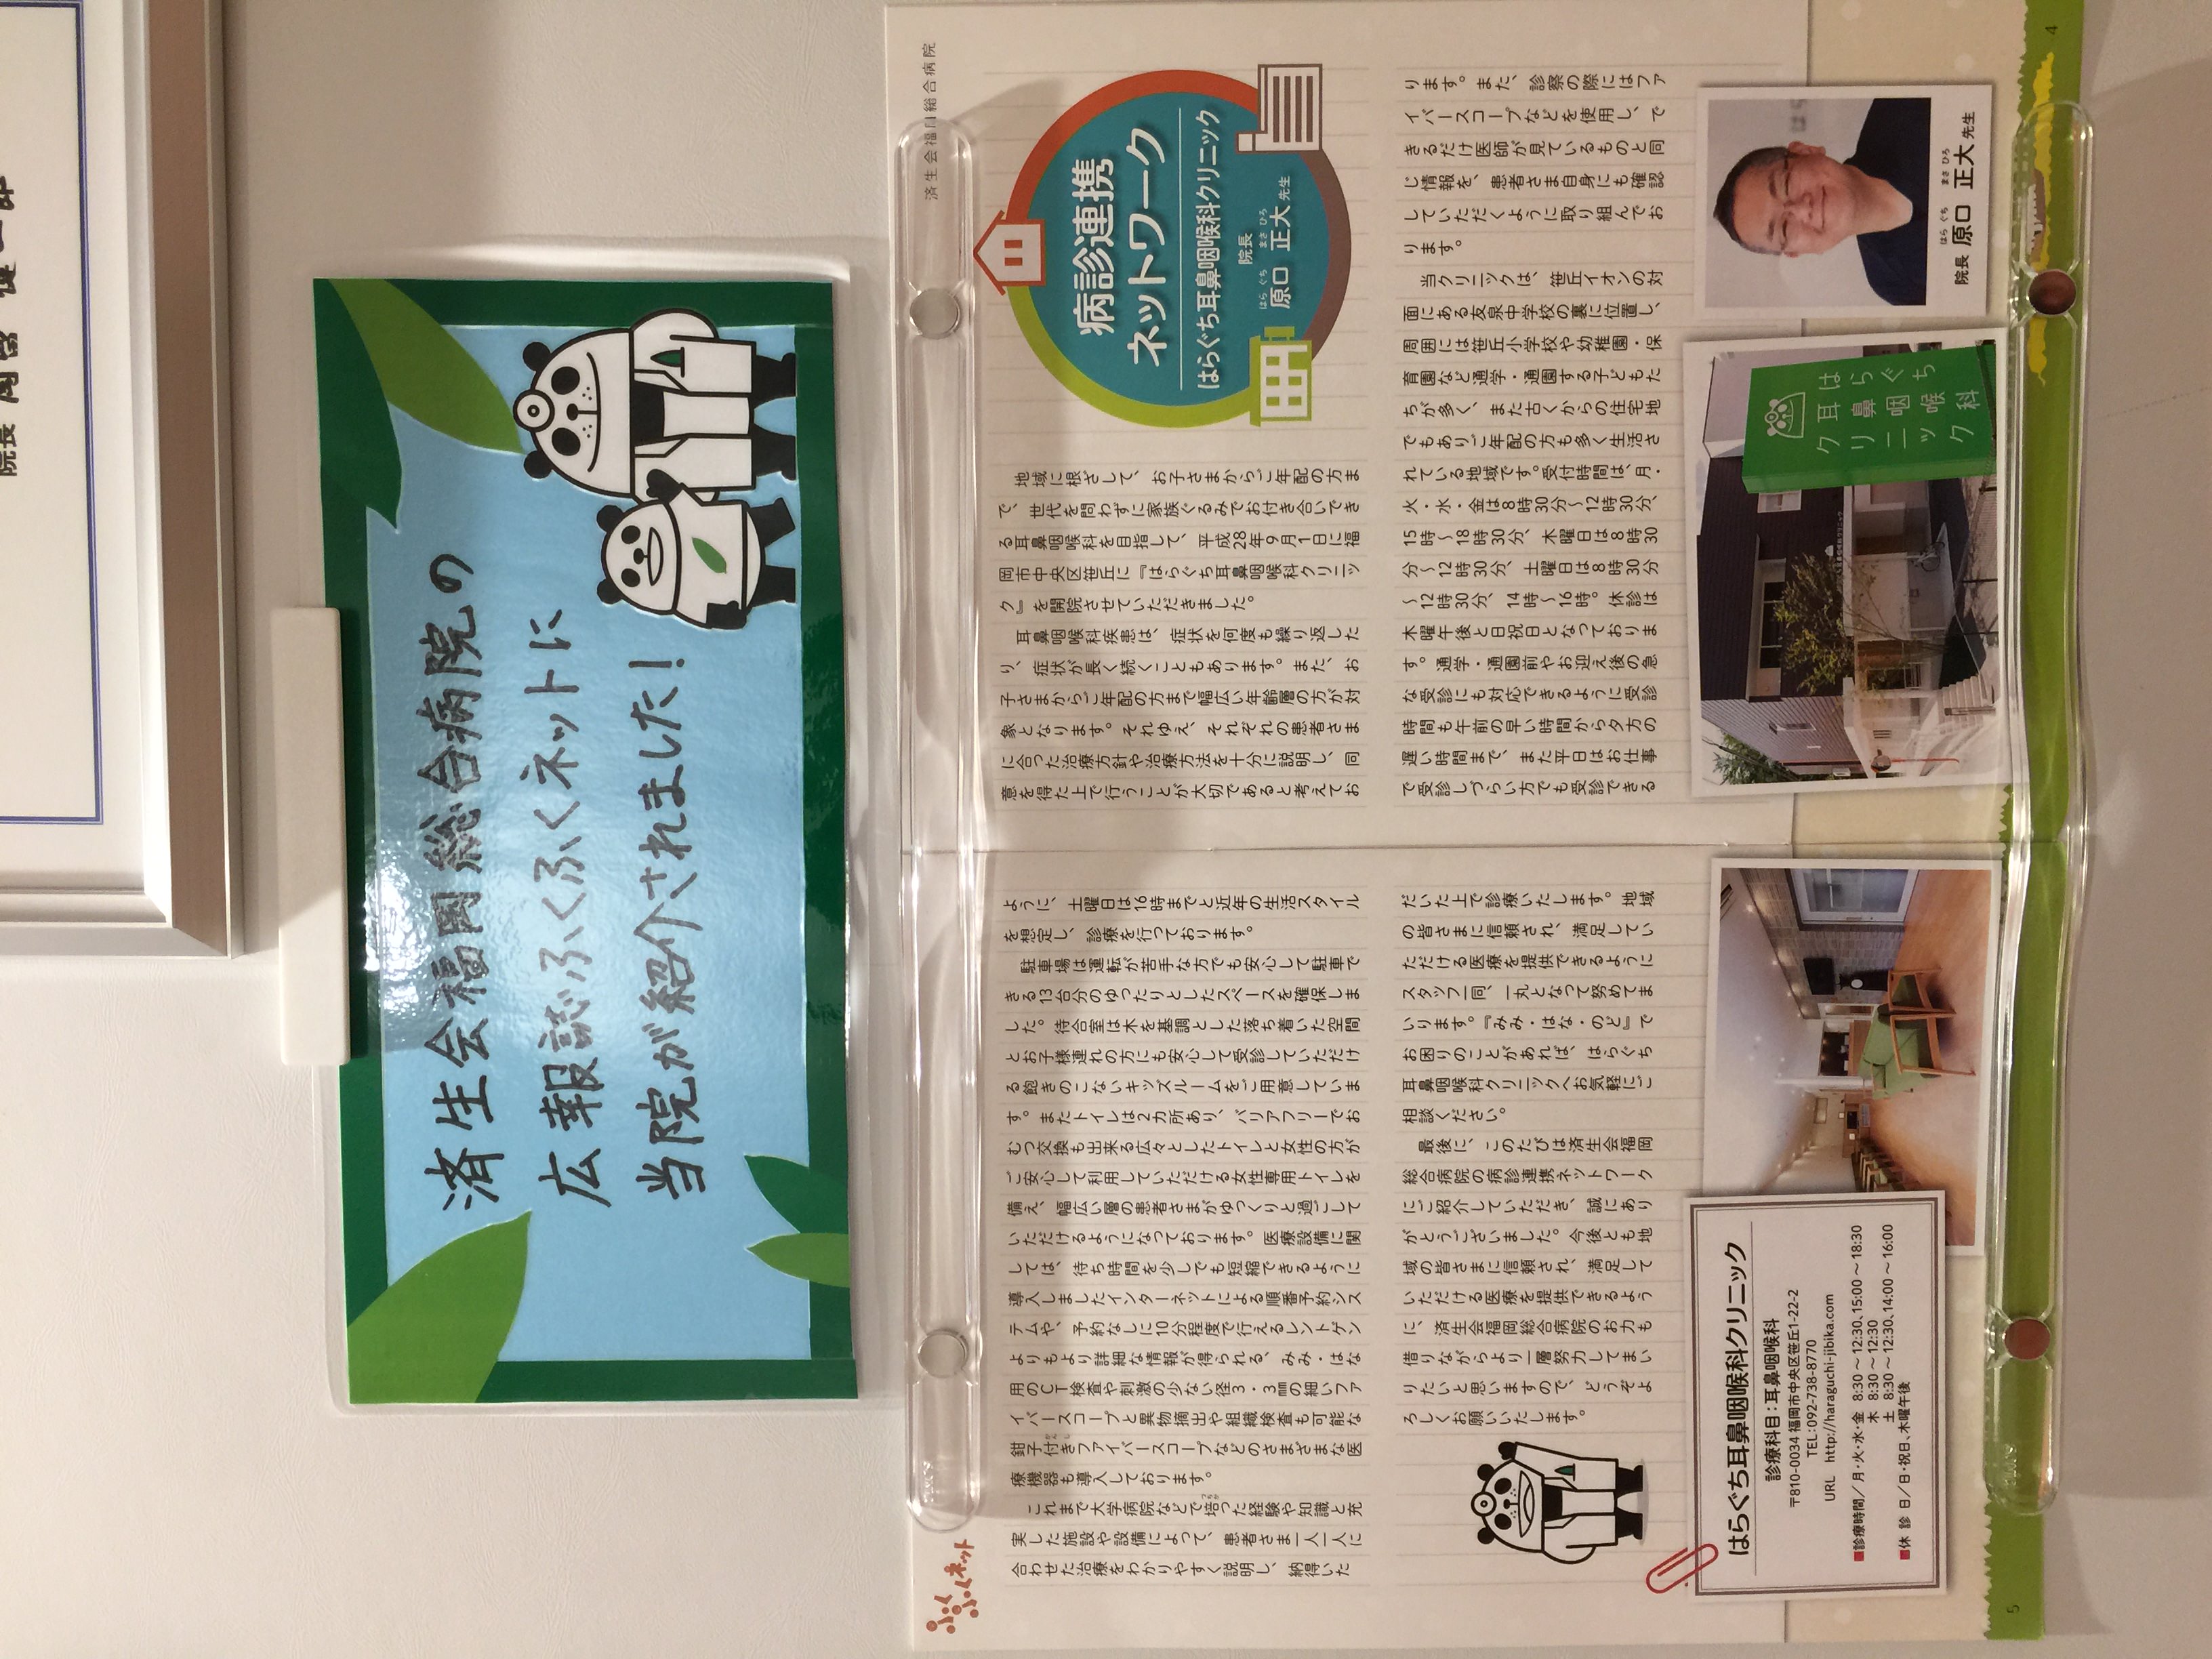 院長
済生会福岡総合病院の
広報誌ふくふくネットに
当院が紹介されました！
済生会福岡総合病院
病診連携
ネットワーク
はらぐち耳鼻咽喉科クリニック
院長
はら ぐち まさ ひろ
原口 正大 先生
地域に根ざして、お子さまからご年配の方ま
で、世代を問わずに家族ぐるみでお付き合いでき
る耳鼻咽喉科を目指して、平成28年9月1日に福
岡市中央区笹丘に『はらぐち耳鼻咽喉科クリニッ
ク』を開院させていただきました。
耳鼻咽喉科疾患は、症状を何度も繰り返した
り、症状が長く続くこともあります。また、お
子さまからご年配の方まで幅広い年齢層の方が対
象となります。それゆえ、それぞれの患者さま
に合った治療方針や治療方法を十分に説明し、同
意を得た上で行うことが大切であると考えてお
ります。また、診察の際にはファ
イバースコープなどを使用し、で
きるだけ医師が見ているものと同
じ情報を、患者さま自身にも確認
していただくように取り組んでお
ります。
当クリニックは、笹丘イオンの対
面にある友泉中学校の裏に位置し、
周囲には笹丘小学校や幼稚園・保
育園など通学・通園する子どもた
ちが多く、また古くからの住宅地
でもありご年配の方も多く生活さ
れている地域です。受付時間は、月・
火・水・金は8時30分〜12時30分、
15時〜18時30分、木曜日は8時30
分〜12時30分、土曜日は8時30分
〜12時30分、14時〜16時。休診は
木曜午後と日祝日となっておりま
す。通学・通園前やお迎え後の急
な受診にも対応できるように受診
時間も午前の早い時間から夕方の
遅い時間まで、また平日はお仕事
で受診しづらい方でも受診できる
はら ぐち まさ ひろ
院長 原口 正大 先生
はらぐち
耳鼻咽喉科
クリニック
4
ように、土曜日は16時までと近年の生活スタイル
を想定し、診療を行っております。
駐車場は運転が苦手な方でも安心して駐車で
きる13台分のゆったりとしたスペースを確保しま
した。待合室は木を基調とした落ち着いた空間
とお子様連れの方にも安心して受診していただけ
る飽きのこないキッズルームをご用意していま
す。またトイレは2カ所あり、バリアフリーでお
むつ交換も出来る広々としたトイレと女性の方が
ご安心して利用していただける女性専用トイレを
備え、幅広い層の患者さまがゆつくりと過ごして
いただけるようになっております。医療設備に関
しては、待ち時間を少しでも短縮できるように
導入しましたインターネットによる順番予約シス
テムや、予約なしに10分程度で行えるレントゲン
よりもより詳細な情報が得られる、みみ・はな
用のCT検査や刺激の少ない径3・3㎜の細いファ
イバースコープと異物摘出や組織検査も可能な
鉗子付きファイバースコープなどのさまざまな医
療機器も導入しております。
これまで大学病院などで培った経験や知識と充
実した施設や設備によって、患者さま一人一人に
合わせた治療をわかりやすく説明し、納得いた
だいた上で診療いたします。地域
の皆さまに信頼され、満足してい
ただける医療を提供できるように
スタッフ一同、一丸となって努めてま
いります。『みみ・はな・のど』で
お困りのことがあれば、はらぐち
耳鼻咽喉科クリニックへお気軽にご
相談ください。
最後に、このたびは済生会福岡
総合病院の病診連携ネットワーク
にご紹介していただき、誠にあり
がとうございました。今後とも地
域の皆さまに信頼され、満足して
いただける医療を提供できるよう
に、済生会福岡総合病院のお力も
借りながらより一層努力してまい
りたいと思いますので、どうぞよ
ろしくお願いいたします。
はらぐち耳鼻咽喉科クリニック
診療科目：耳鼻咽喉科
〒810-0034 福岡市中央区笹丘1-22-2
TEL:092-738-8770
URL http://haraguchi-jibika.com
■診療時間／月・火・水・金 8:30〜12:30、15:00〜18:30
木 8:30〜12:30
土 8:30〜12:30、14:00〜16:00
■休診日／日・祝日、木曜午後
ふくふくネット
5